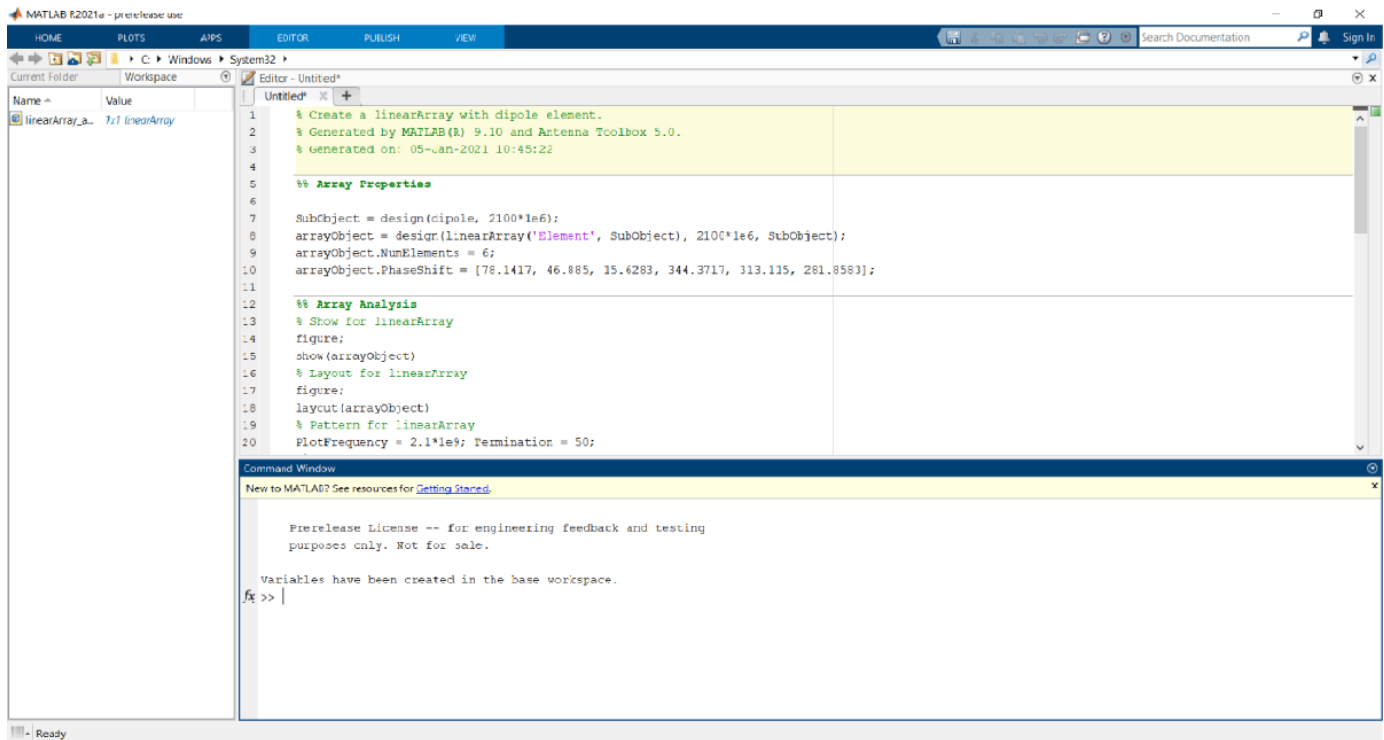 MATLAB R2021a - prerelease use
HOME PLOTS APPS EDITOR PUBLISH VIEW Search Documentation Sign In
C: Windows System32
Current Folder Workspace Editor - Untitled*
Name Value Untitled*
linearArray_a... 1x1 linearArray
1 % Create a linearArray with dipole element.
2 % Generated by MATLAB(R) 9.10 and Antenna Toolbox 5.0.
3 % Generated on: 05-Jan-2021 10:45:22
4
5 %% Array Properties
6
7 SubObject = design(dipole, 2100*1e6);
8 arrayObject = design(linearArray('Element', SubObject), 2100*1e6, SubObject);
9 arrayObject.NumElements = 6;
10 arrayObject.PhaseShift = [78.1417, 46.885, 15.6283, 344.3717, 313.115, 281.8583];
11
12 %% Array Analysis
13 % Show for linearArray
14 figure;
15 show(arrayObject)
16 % Layout for linearArray
17 figure;
18 layout(arrayObject)
19 % Pattern for linearArray
20 PlotFrequency = 2.1*1e9; Termination = 50;
Command Window
New to MATLAB? See resources for Getting Started.
Prerelease License -- for engineering feedback and testing
purposes only. Not for sale.
Variables have been created in the base workspace.
fx >>
Ready